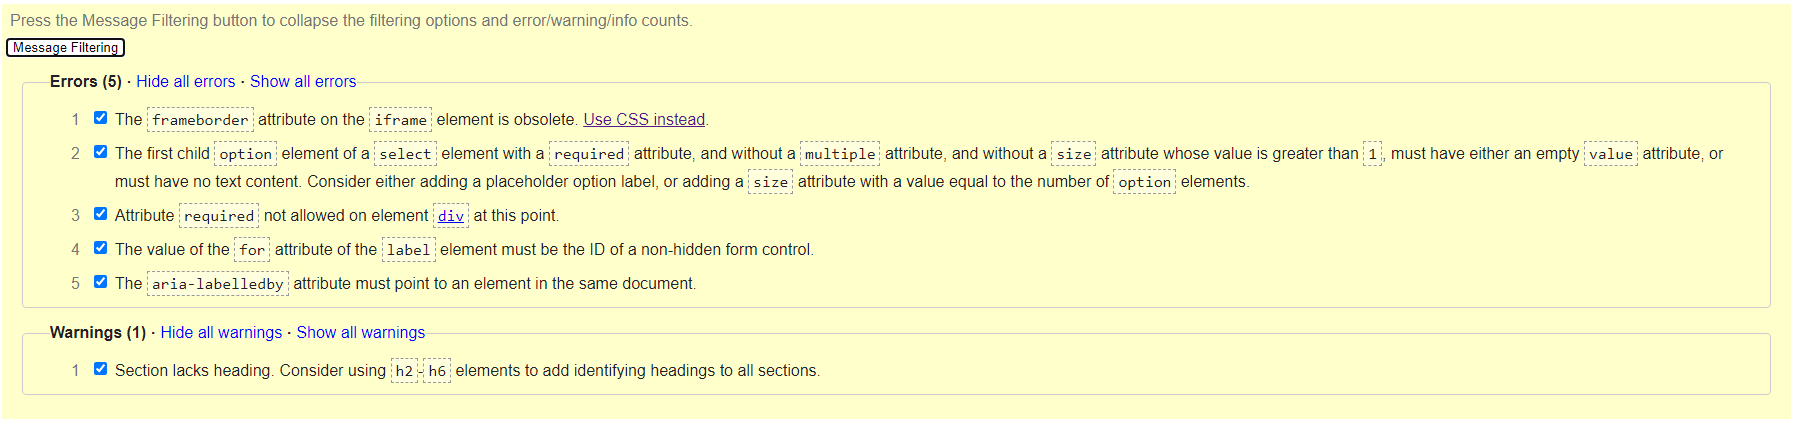 Press the Message Filtering button to collapse the filtering options and error/warning/info counts.
Message Filtering
Errors (5) · Hide all errors · Show all errors
1 The frameborder attribute on the iframe element is obsolete. Use CSS instead.
2 The first child option element of a select element with a required attribute, and without a multiple attribute, and without a size attribute whose value is greater than 1, must have either an empty value attribute, or
must have no text content. Consider either adding a placeholder option label, or adding a size attribute with a value equal to the number of option elements.
3 Attribute required not allowed on element div at this point.
4 The value of the for attribute of the label element must be the ID of a non-hidden form control.
5 The aria-labelledby attribute must point to an element in the same document.
Warnings (1) · Hide all warnings · Show all warnings
1 Section lacks heading. Consider using h2-h6 elements to add identifying headings to all sections.